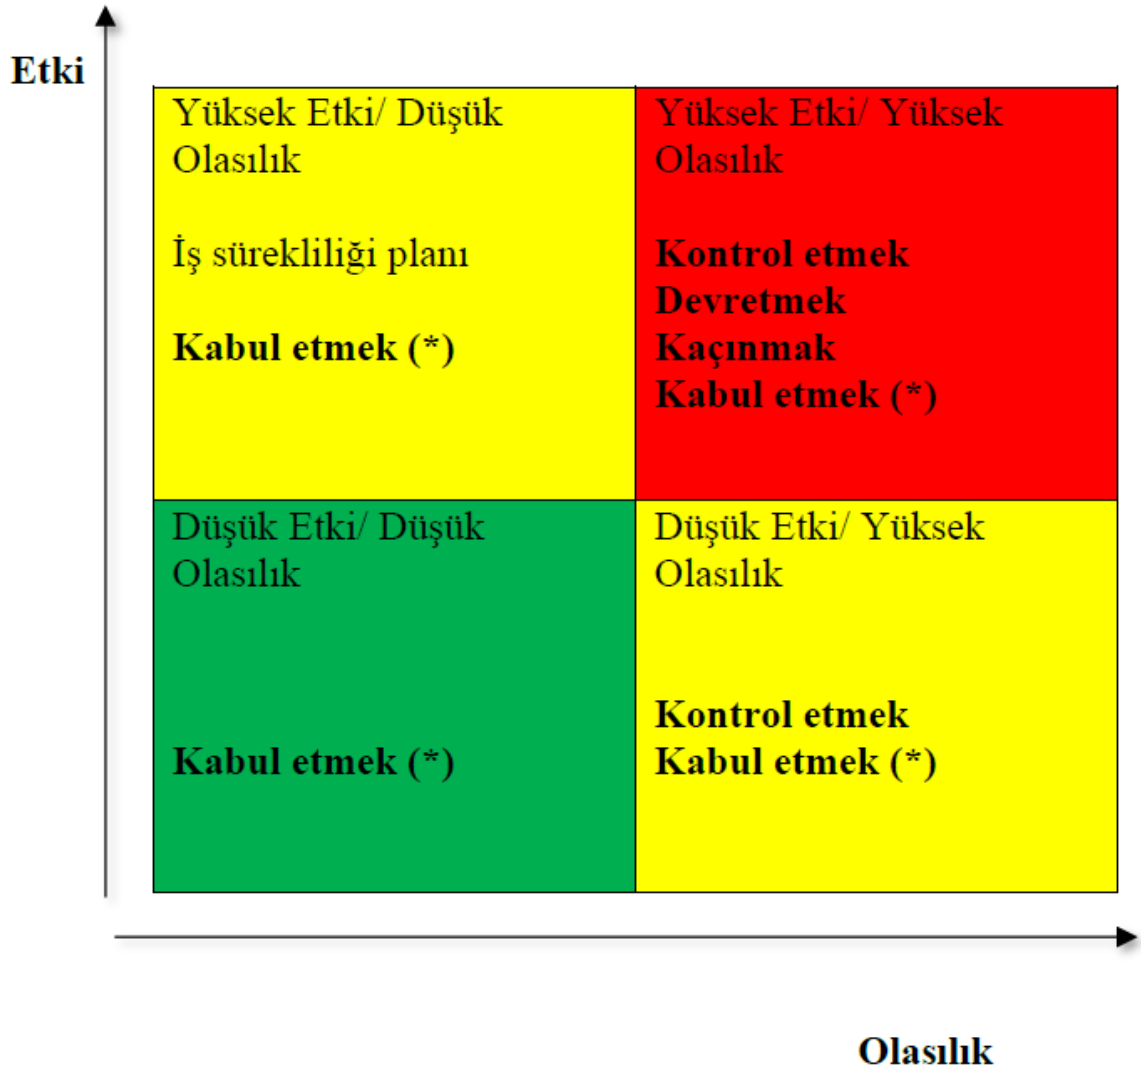 Etki
Yüksek Etki/ Düşük
Olasılık
İş sürekliliği planı
Kabul etmek (*)
Yüksek Etki/ Yüksek
Olasılık
Kontrol etmek
Devretmek
Kaçınmak
Kabul etmek (*)
Düşük Etki/ Düşük
Olasılık
Kabul etmek (*)
Düşük Etki/ Yüksek
Olasılık
Kontrol etmek
Kabul etmek (*)
Olasılık